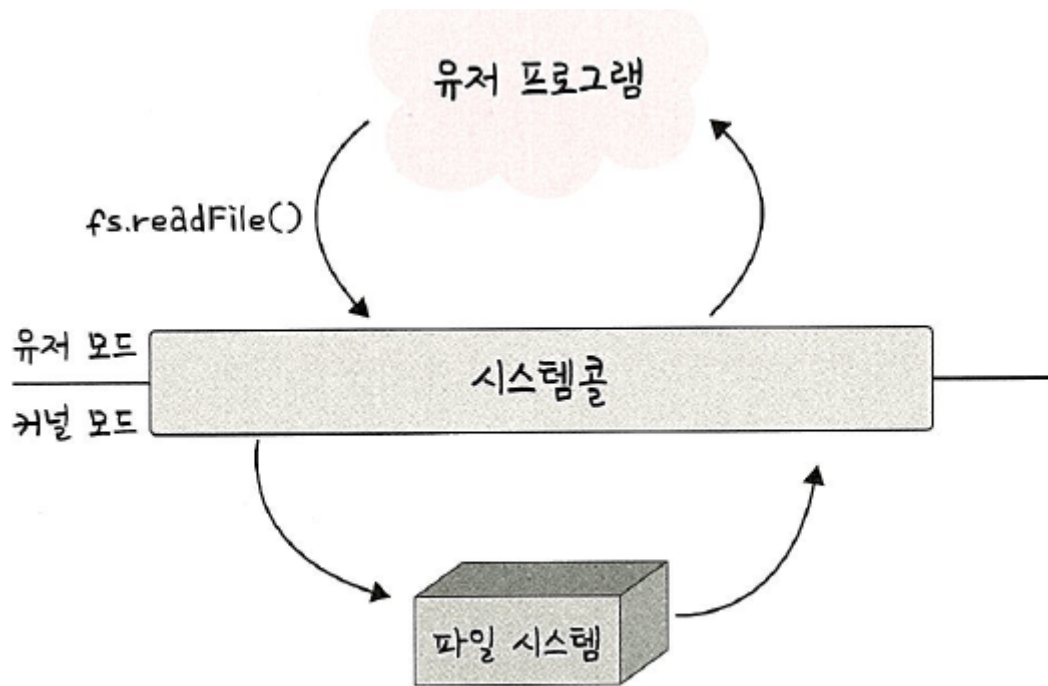 유저 프로그램
fs.readFile()
유저 모드
시스템콜
커널 모드
파일 시스템